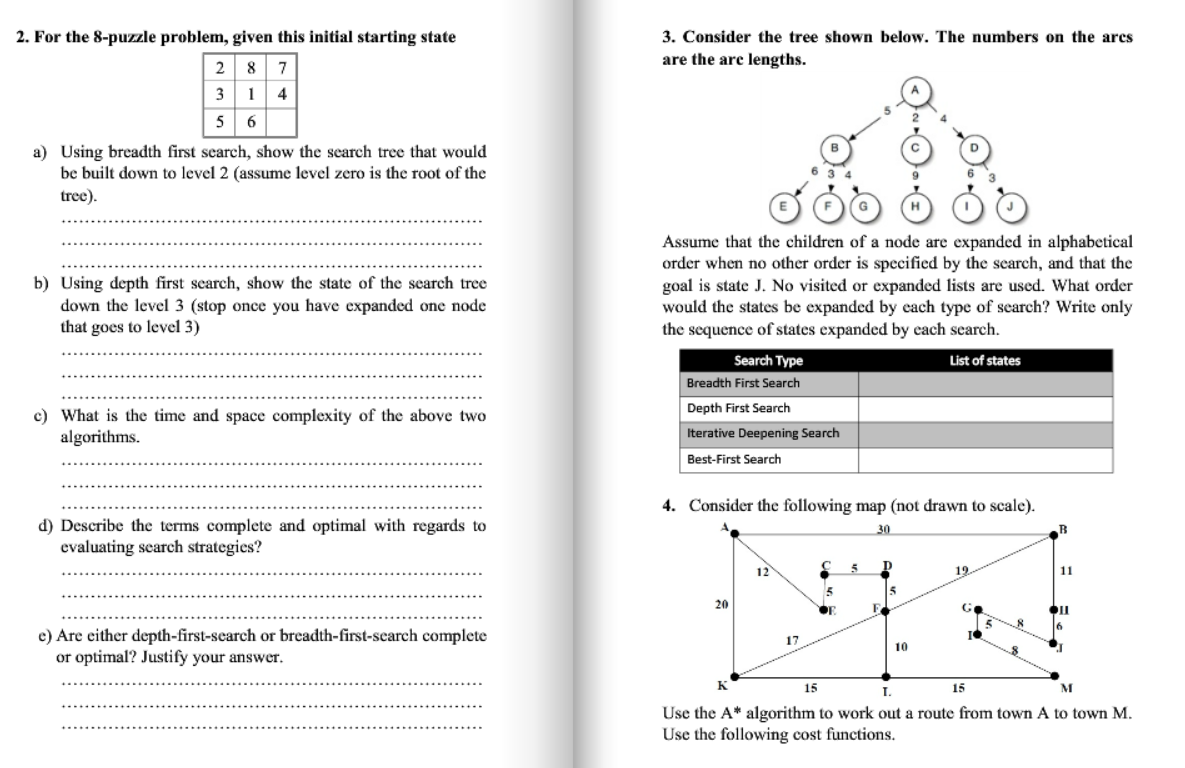 2. For the 8-puzzle problem, given this initial starting state
2 8 7
3 1 4
5 6
a) Using breadth first search, show the search tree that would
be built down to level 2 (assume level zero is the root of the
tree).
b) Using depth first search, show the state of the search tree
down the level 3 (stop once you have expanded one node
that goes to level 3)
c) What is the time and space complexity of the above two
algorithms.
d) Describe the terms complete and optimal with regards to
evaluating search strategies?
e) Are either depth-first-search or breadth-first-search complete
or optimal? Justify your answer.
3. Consider the tree shown below. The numbers on the arcs
are the arc lengths.
A
5 2 4
B C D
6 3 4 9 6 3
E F G H I J
Assume that the children of a node are expanded in alphabetical
order when no other order is specified by the search, and that the
goal is state J. No visited or expanded lists are used. What order
would the states be expanded by each type of search? Write only
the sequence of states expanded by each search.
Search Type List of states
Breadth First Search
Depth First Search
Iterative Deepening Search
Best-First Search
4. Consider the following map (not drawn to scale).
A 30 B
12 C 5 D 19 11
20 5 5
E F G H
5 8 6
17 10 I 8 J
K 15 L 15 M
Use the A* algorithm to work out a route from town A to town M.
Use the following cost functions.